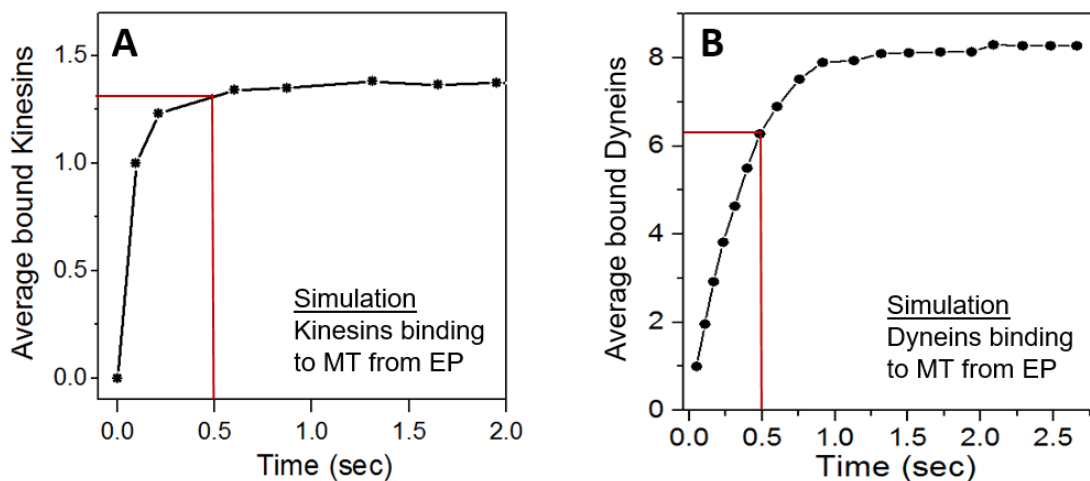 A
Average bound Kinesins
1.5
1.0
0.5
0.0
Simulation
Kinesins binding
to MT from EP
0.0 0.5 1.0 1.5 2.0
Time (sec)
B
Average bound Dyneins
8
6
4
2
0
Simulation
Dyneins binding
to MT from EP
0.0 0.5 1.0 1.5 2.0 2.5
Time (sec)